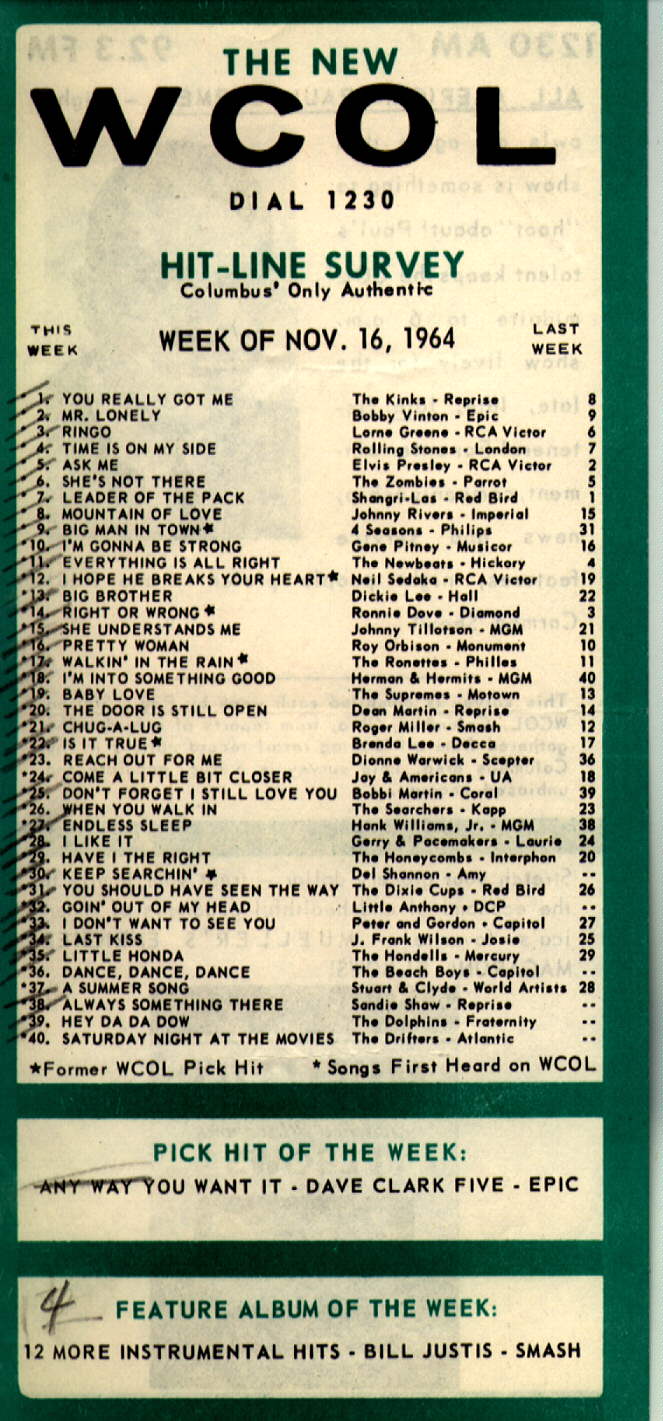 THE NEW
WCOL
DIAL 1230
HIT-LINE SURVEY
Columbus' Only Authentic
THIS WEEK WEEK OF NOV. 16, 1964 LAST WEEK
*1. YOU REALLY GOT ME The Kinks - Reprise 8
*2. MR. LONELY Bobby Vinton - Epic 9
*3. RINGO Lorne Greene - RCA Victor 6
*4. TIME IS ON MY SIDE Rolling Stones - London 7
*5. ASK ME Elvis Presley - RCA Victor 2
*6. SHE'S NOT THERE The Zombies - Parrot 5
*7. LEADER OF THE PACK Shangri-Las - Red Bird 1
*8. MOUNTAIN OF LOVE Johnny Rivers - Imperial 15
*9. BIG MAN IN TOWN★ 4 Seasons - Philips 31
*10. I'M GONNA BE STRONG Gene Pitney - Musicor 16
*11. EVERYTHING IS ALL RIGHT The Newbeats - Hickory 4
*12. I HOPE HE BREAKS YOUR HEART★ Neil Sedaka - RCA Victor 19
*13. BIG BROTHER Dickie Lee - Hall 22
*14. RIGHT OR WRONG★ Ronnie Dove - Diamond 3
*15. SHE UNDERSTANDS ME Johnny Tillotson - MGM 21
*16. PRETTY WOMAN Roy Orbison - Monument 10
*17. WALKIN' IN THE RAIN★ The Ronettes - Philles 11
*18. I'M INTO SOMETHING GOOD Herman & Hermits - MGM 40
*19. BABY LOVE The Supremes - Motown 13
*20. THE DOOR IS STILL OPEN Dean Martin - Reprise 14
*21. CHUG-A-LUG Roger Miller - Smash 12
*22. IS IT TRUE★ Brenda Lee - Decca 17
*23. REACH OUT FOR ME Dionne Warwick - Scepter 36
*24. COME A LITTLE BIT CLOSER Jay & Americans - UA 18
*25. DON'T FORGET I STILL LOVE YOU Bobbi Martin - Coral 39
*26. WHEN YOU WALK IN The Searchers - Kapp 23
*27. ENDLESS SLEEP Hank Williams, Jr. - MGM 38
*28. I LIKE IT Gerry & Pacemakers - Laurie 24
*29. HAVE I THE RIGHT The Honeycombs - Interphon 20
*30. KEEP SEARCHIN' ★ Del Shannon - Amy --
*31. YOU SHOULD HAVE SEEN THE WAY The Dixie Cups - Red Bird 26
*32. GOIN' OUT OF MY HEAD Little Anthony - DCP --
*33. I DON'T WANT TO SEE YOU Peter and Gordon - Capitol 27
*34. LAST KISS J. Frank Wilson - Josie 25
*35. LITTLE HONDA The Hondells - Mercury 29
*36. DANCE, DANCE, DANCE The Beach Boys - Capitol --
*37. A SUMMER SONG Stuart & Clyde - World Artists 28
*38. ALWAYS SOMETHING THERE Sandie Shaw - Reprise --
*39. HEY DA DA DOW The Dolphins - Fraternity --
*40. SATURDAY NIGHT AT THE MOVIES The Drifters - Atlantic --
★Former WCOL Pick Hit * Songs First Heard on WCOL
PICK HIT OF THE WEEK:
ANY WAY YOU WANT IT - DAVE CLARK FIVE - EPIC
4 FEATURE ALBUM OF THE WEEK:
12 MORE INSTRUMENTAL HITS - BILL JUSTIS - SMASH